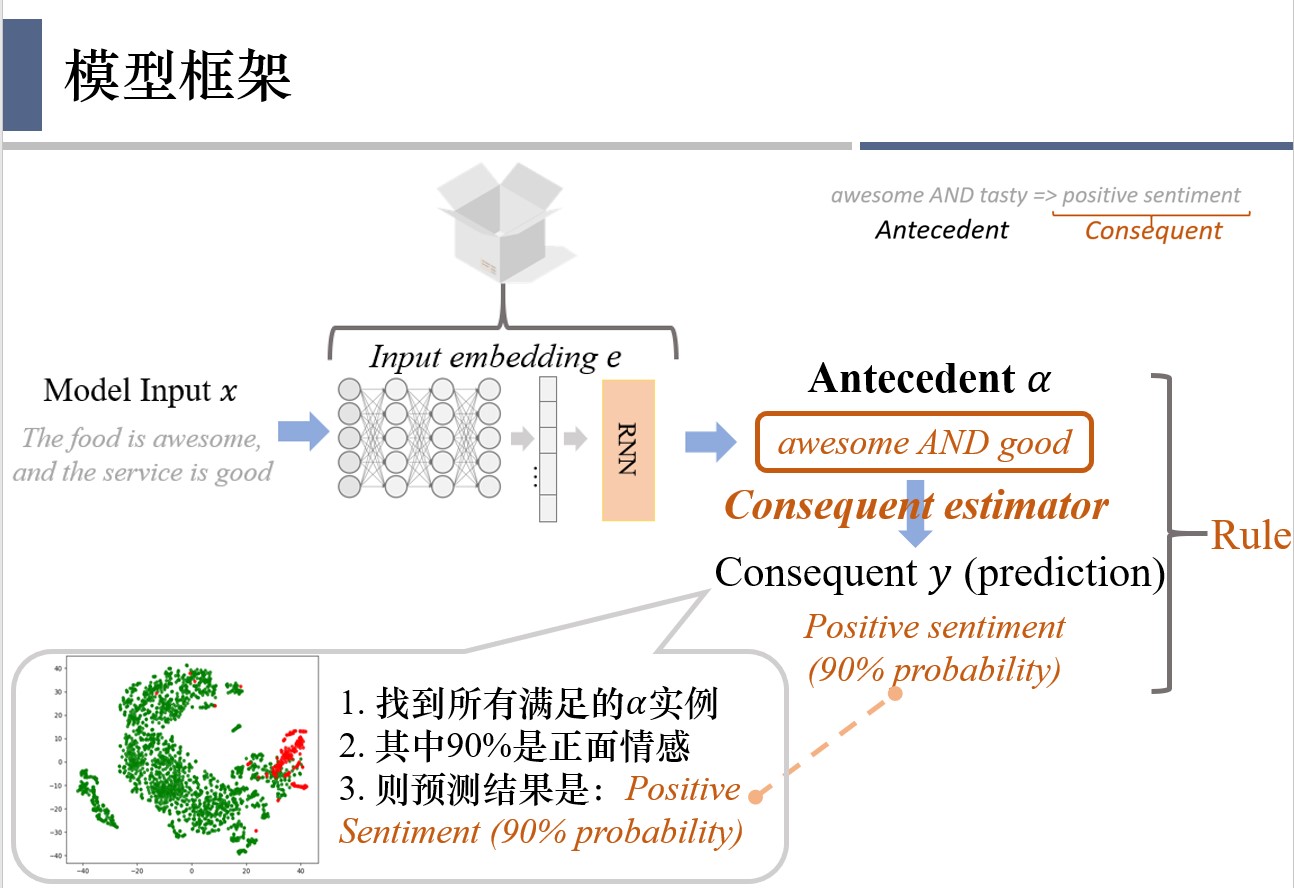 模型框架
awesome AND tasty => positive sentiment
Antecedent
Consequent
Input embedding e
Model Input x
The food is awesome,
and the service is good
RNN
...
Antecedent α
awesome AND good
Consequent estimator
Consequent y (prediction)
Positive sentiment
(90% probability)
Rule
1. 找到所有满足的α实例
2. 其中90%是正面情感
3. 则预测结果是：Positive
Sentiment (90% probability)
40
30
20
10
0
−10
−20
−30
−40
−40
−20
0
20
40